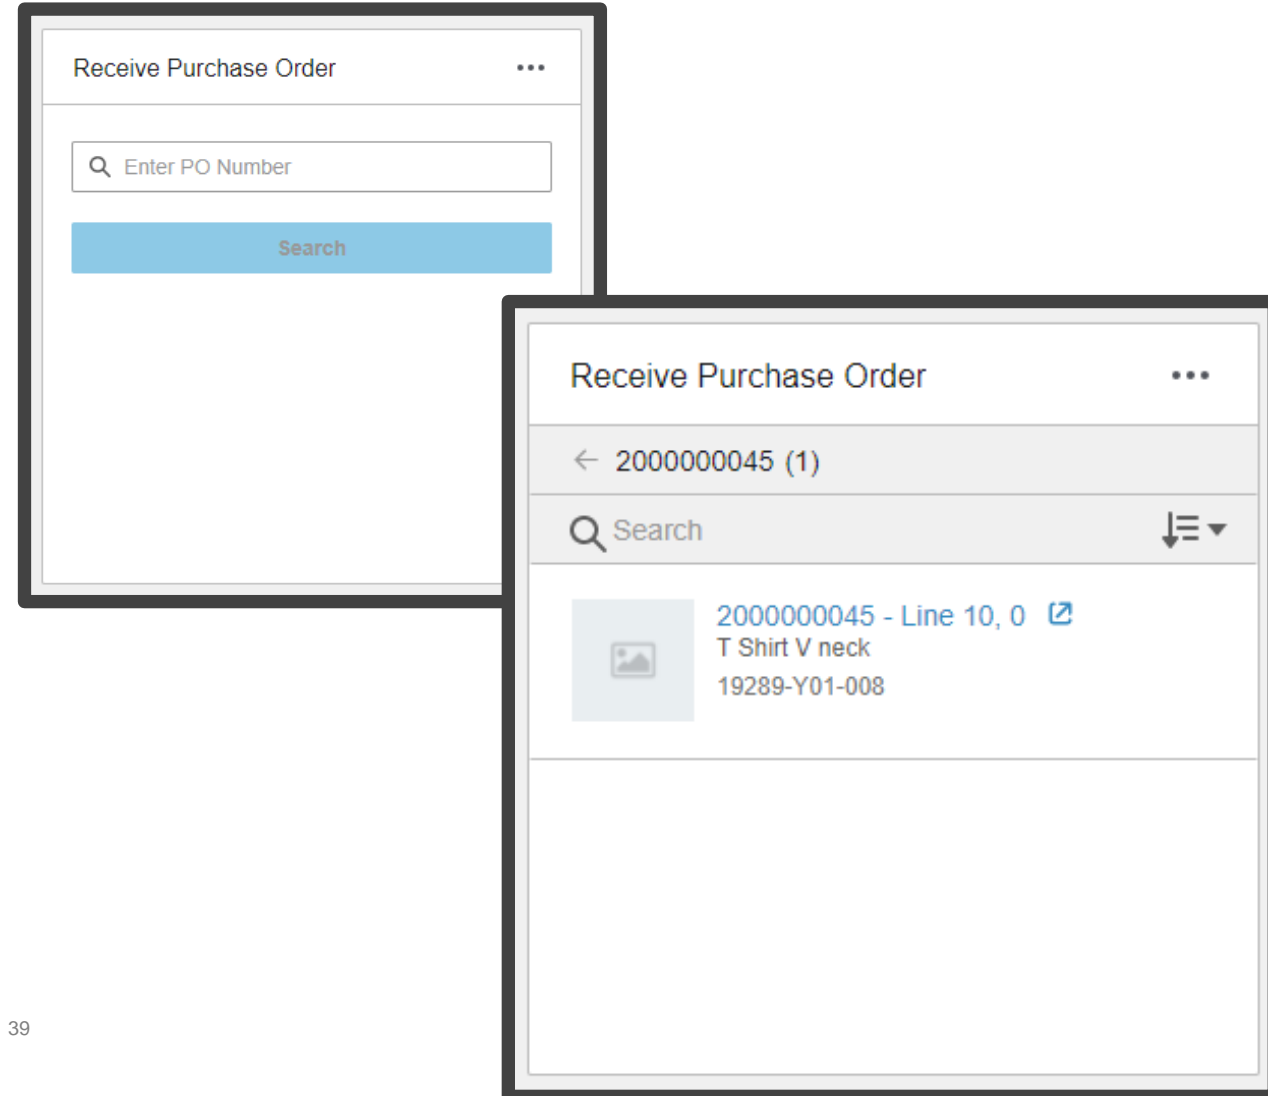 Receive Purchase Order
Enter PO Number
Search
Receive Purchase Order
2000000045 (1)
Search
2000000045 - Line 10, 0
T Shirt V neck
19289-Y01-008
39